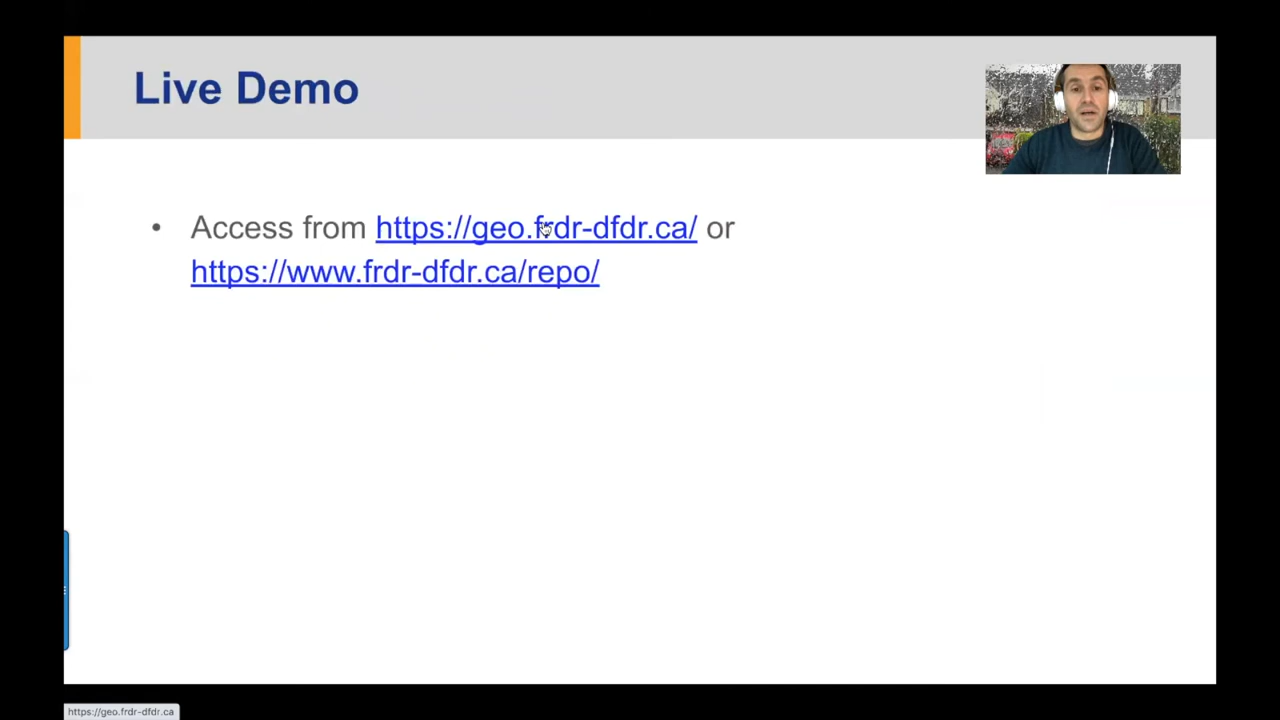 Live Demo
• Access from https://geo.frdr-dfdr.ca/ or
https://www.frdr-dfdr.ca/repo/
https://geo.frdr-dfdr.ca